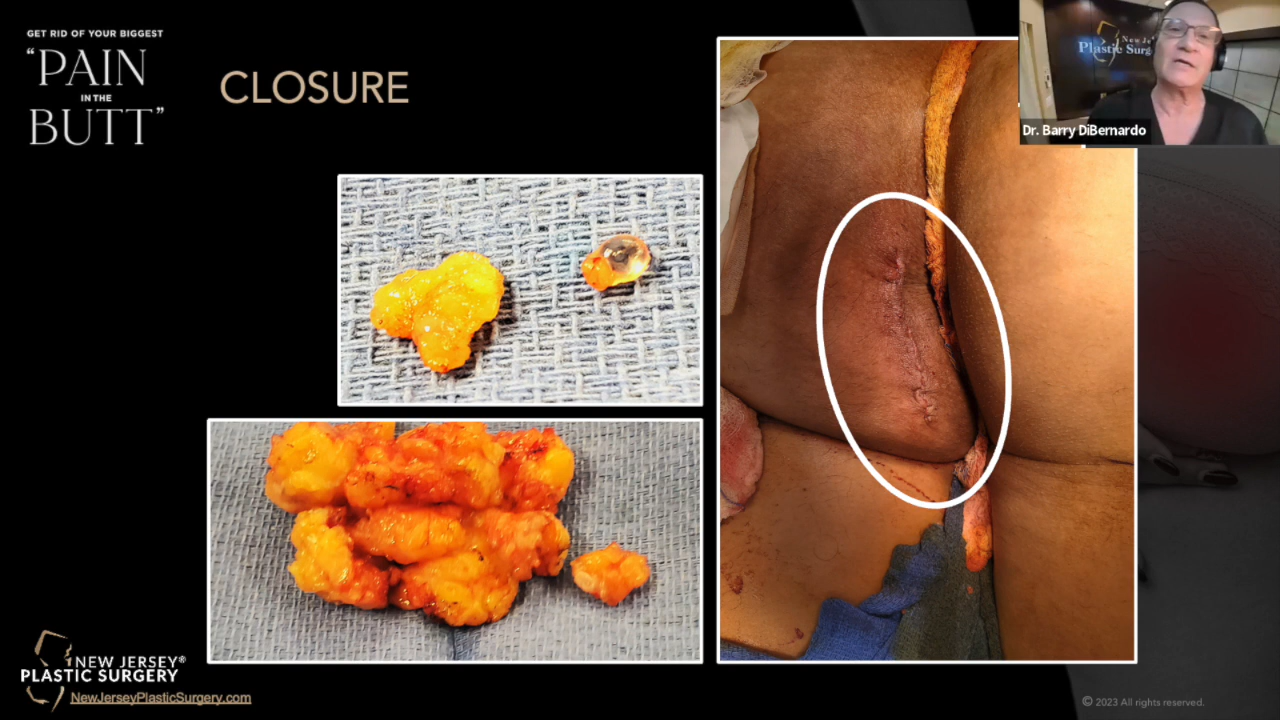 GET RID OF YOUR BIGGEST
“PAIN
IN THE
BUTT”
CLOSURE
New Je
Plastic Surg
Dr. Barry DiBernardo
NEW JERSEY®
PLASTIC SURGERY
NewJerseyPlasticSurgery.com
© 2023 All rights reserved.